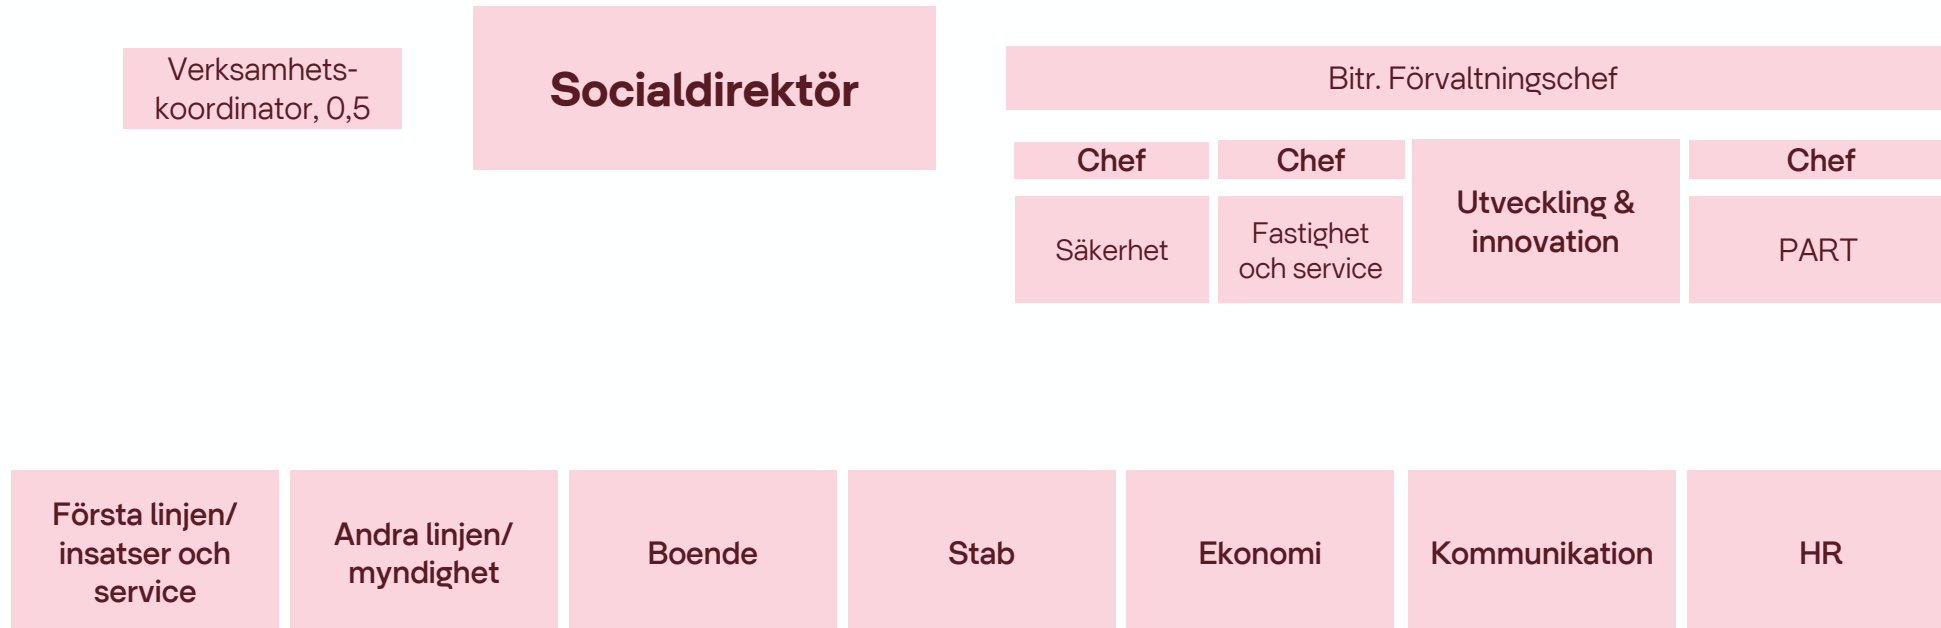 Verksamhets-
koordinator, 0,5
Socialdirektör
Bitr. Förvaltningschef
Chef
Chef
Chef
Säkerhet
Fastighet
och service
Utveckling &
innovation
PART
Första linjen/
insatser och
service
Andra linjen/
myndighet
Boende
Stab
Ekonomi
Kommunikation
HR